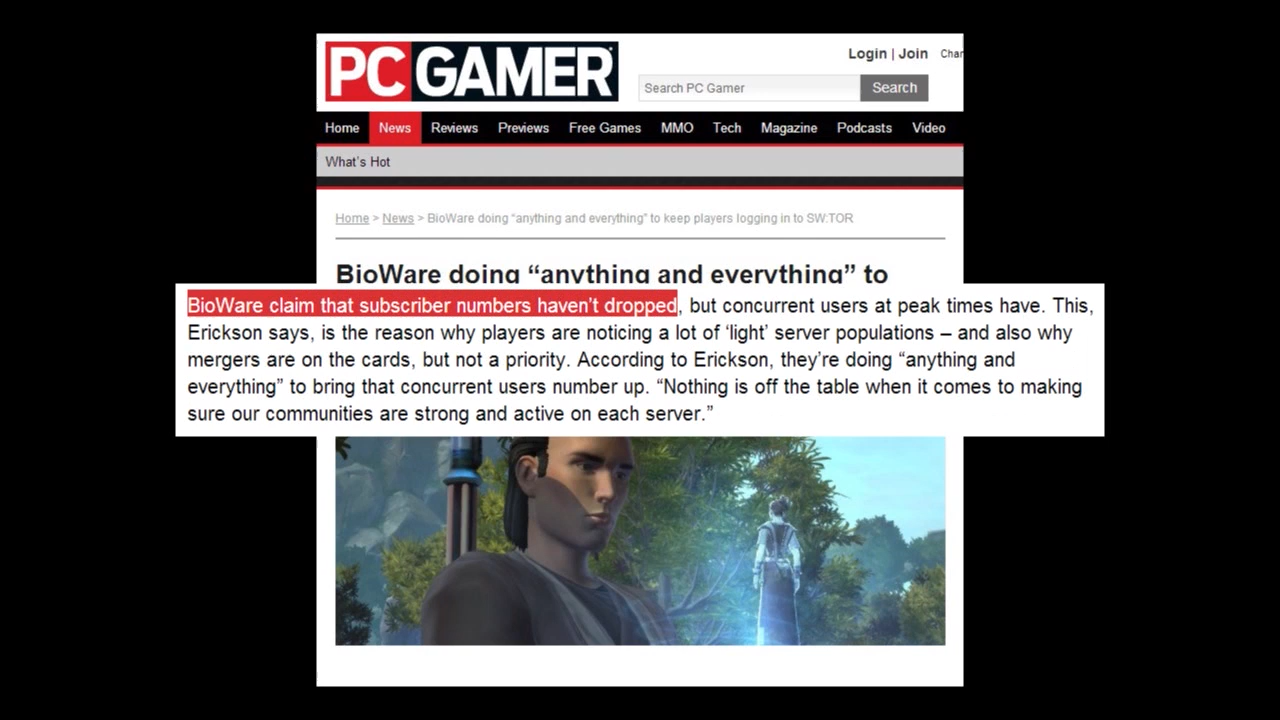 PC GAMER
Login | Join
Search PC Gamer
Search
Home News Reviews Previews Free Games MMO Tech Magazine Podcasts Video
What's Hot
Home > News > BioWare doing “anything and everything” to keep players logging in to SW:TOR
BioWare doing “anything and everything” to
BioWare claim that subscriber numbers haven’t dropped, but concurrent users at peak times have. This,
Erickson says, is the reason why players are noticing a lot of ‘light’ server populations – and also why
mergers are on the cards, but not a priority. According to Erickson, they’re doing “anything and
everything” to bring that concurrent users number up. “Nothing is off the table when it comes to making
sure our communities are strong and active on each server.”